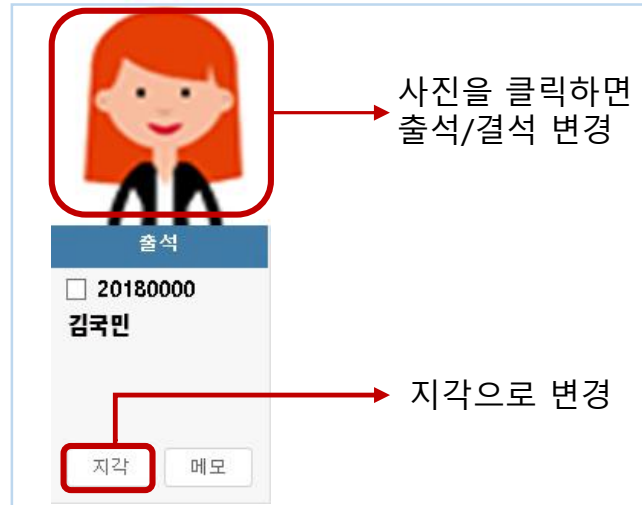 사진을 클릭하면
출석/결석 변경
출석
20180000
김국민
지각으로 변경
지각
메모